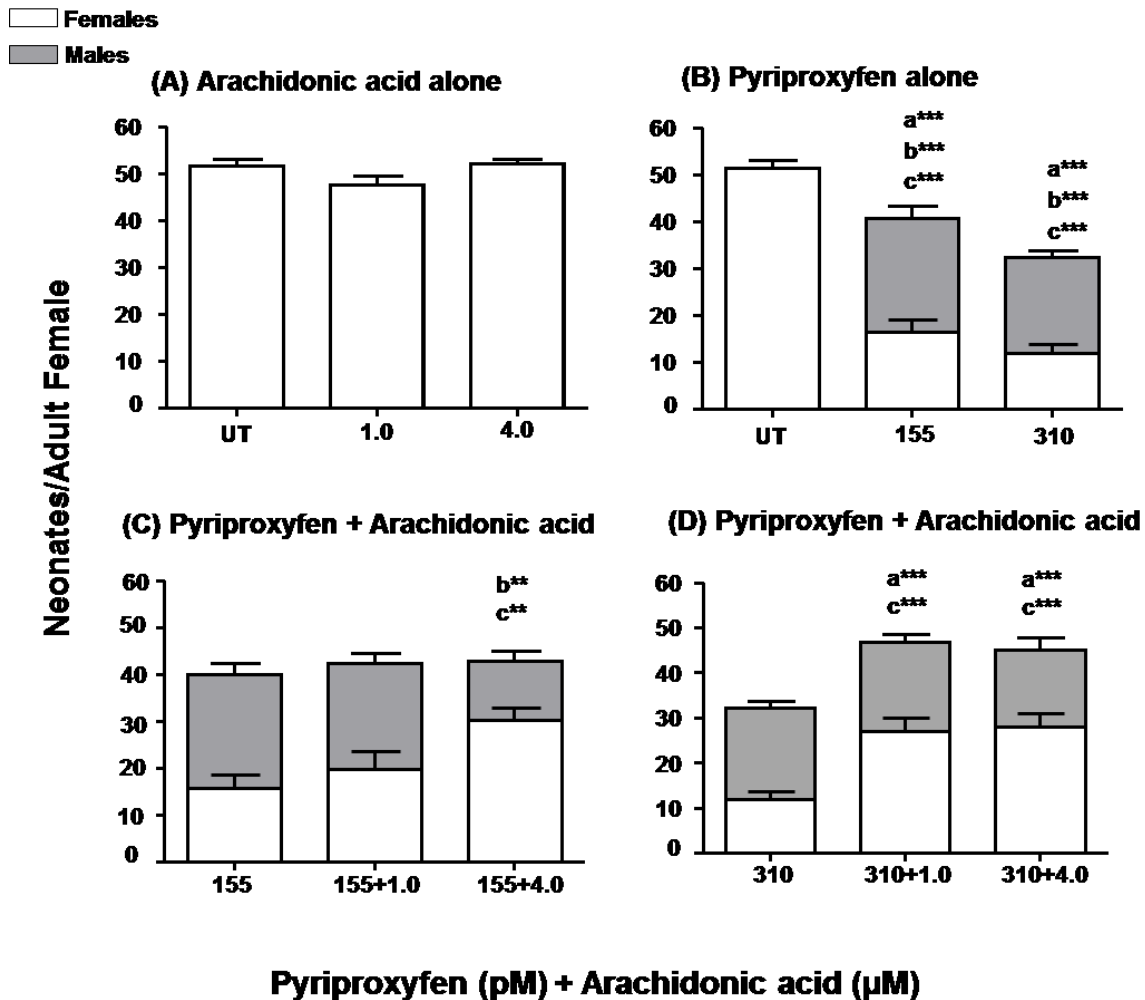 Females
Males
(A) Arachidonic acid alone
60
50
40
30
20
10
0
UT 1.0 4.0
(B) Pyriproxyfen alone
60
50
40
30
20
10
0
a***
b***
c***
a***
b***
c***
UT 155 310
Neonates/Adult Female
(C) Pyriproxyfen + Arachidonic acid
60
50
40
30
20
10
0
b**
c**
155 155+1.0 155+4.0
(D) Pyriproxyfen + Arachidonic acid
60
50
40
30
20
10
0
a***
c***
a***
c***
310 310+1.0 310+4.0
Pyriproxyfen (pM) + Arachidonic acid (µM)